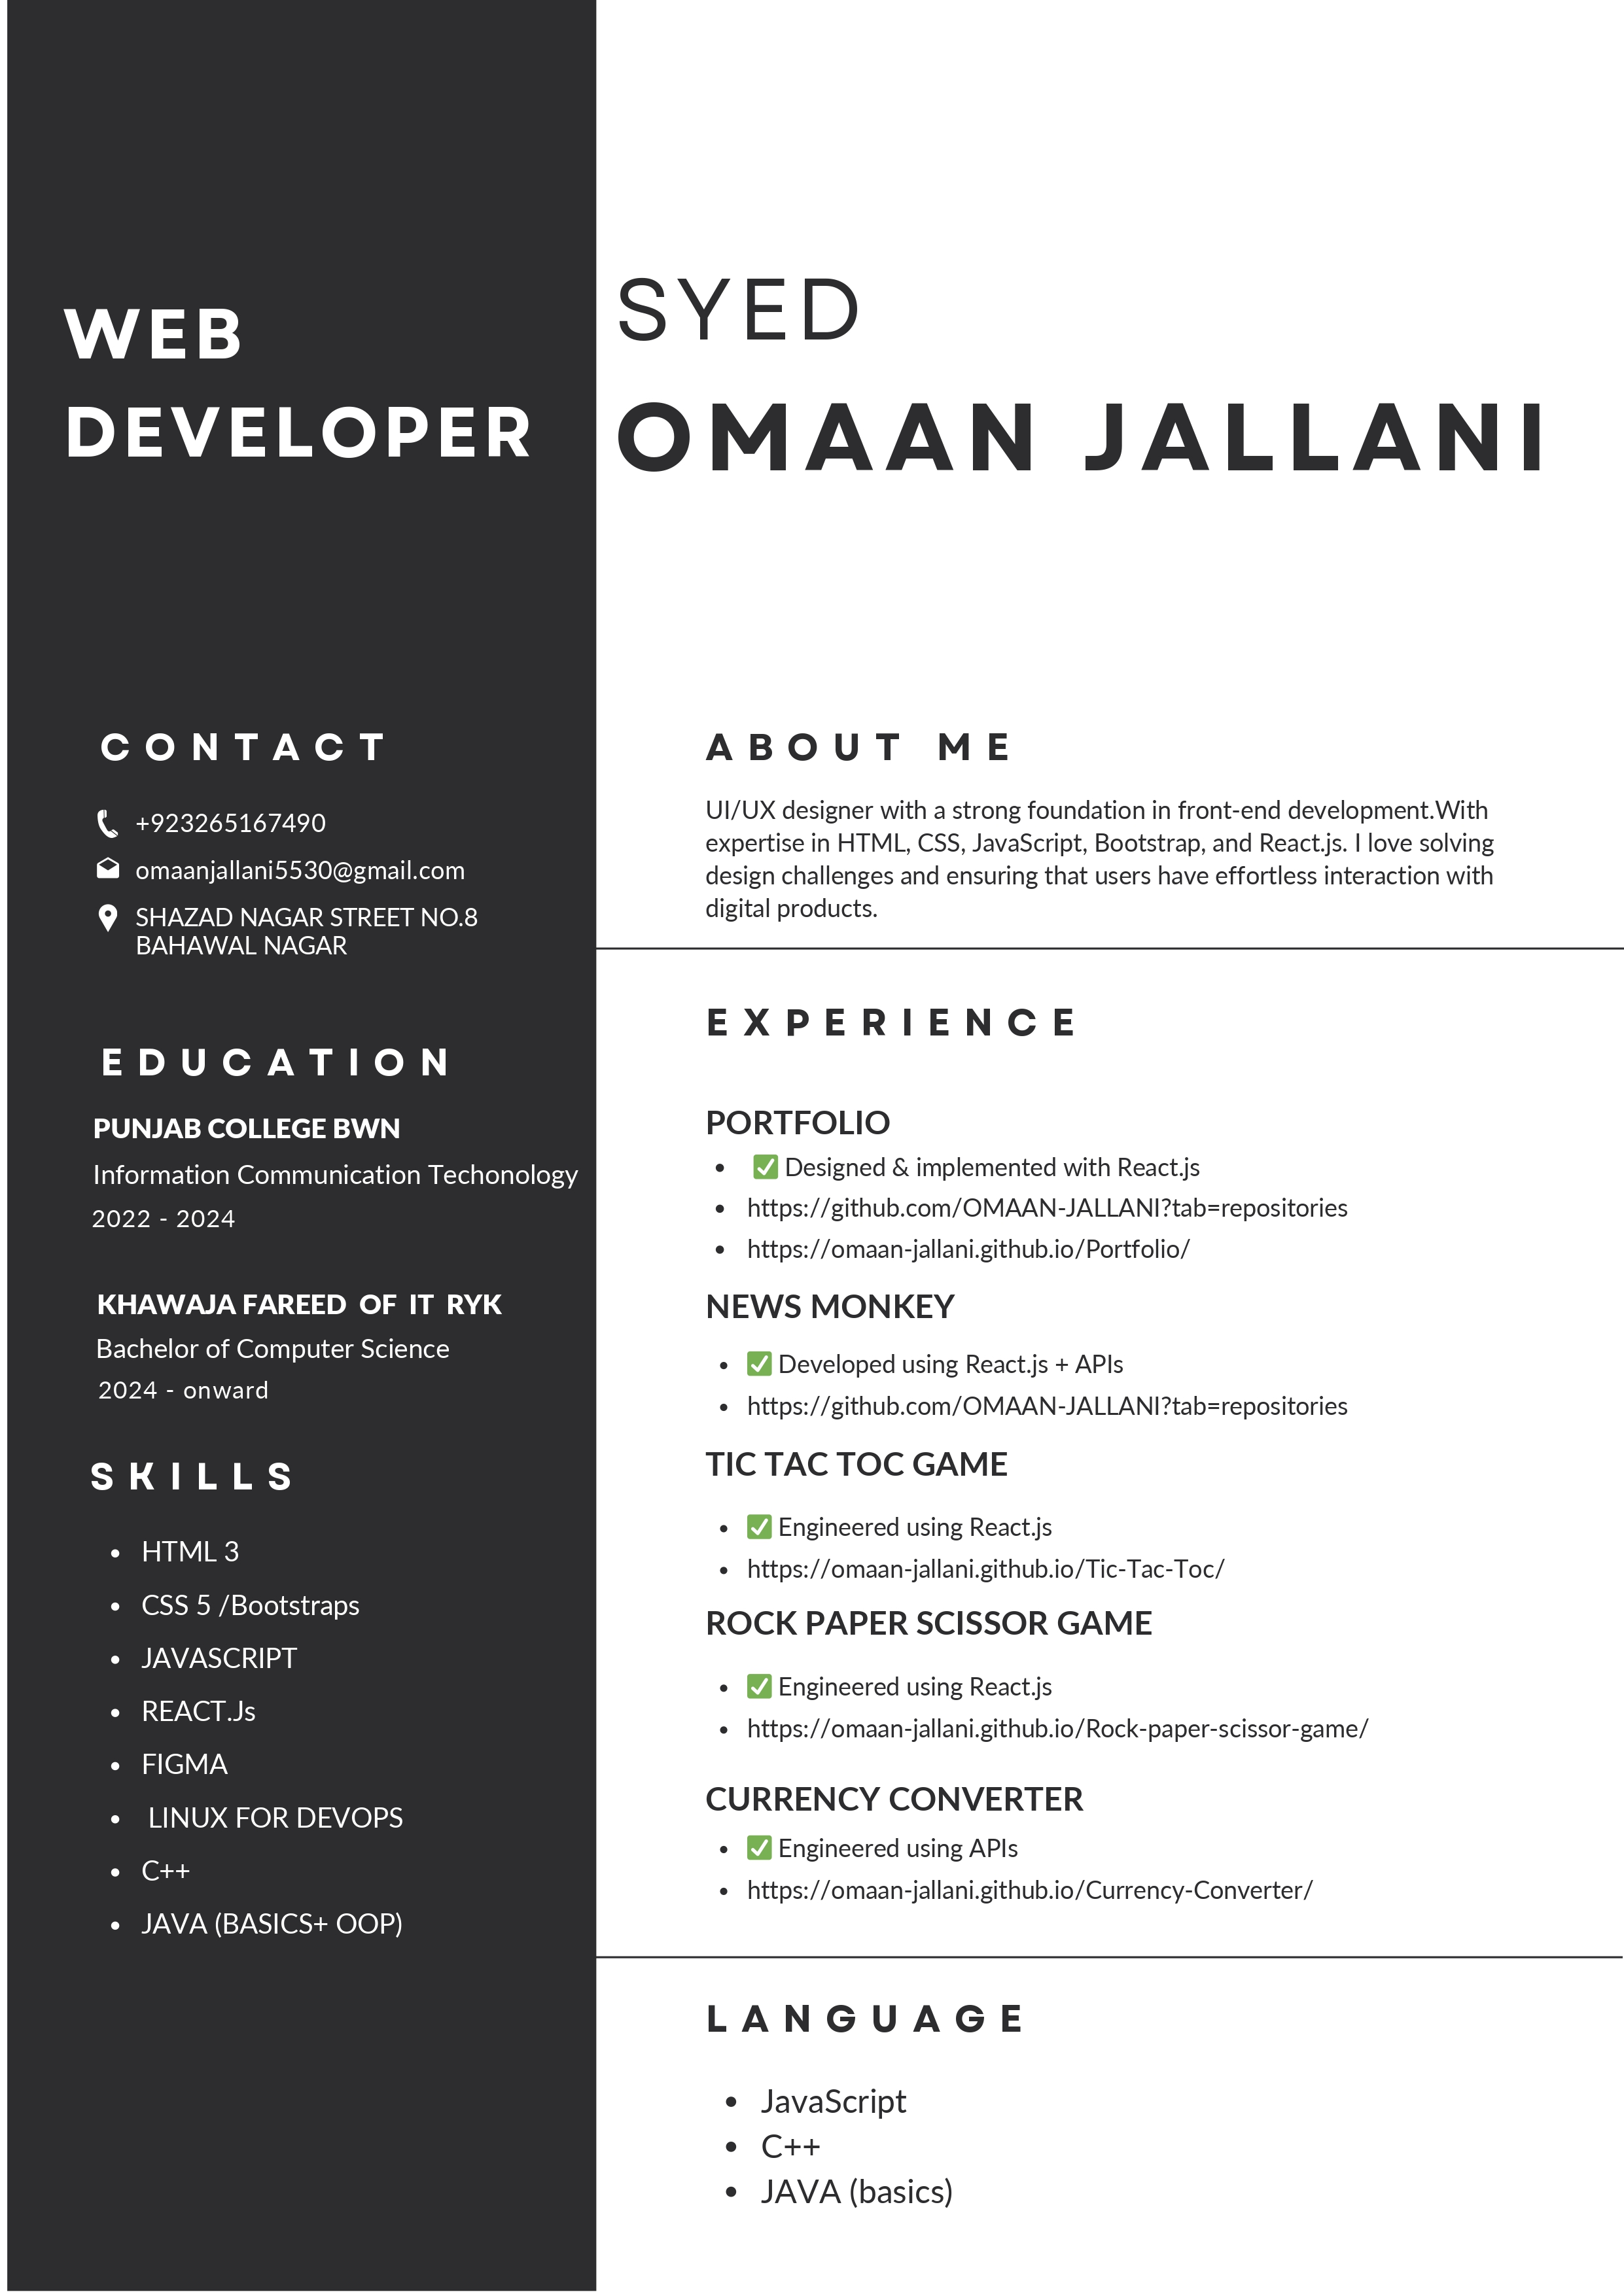 WEB
DEVELOPER
SYED
OMAAN JALLANI
CONTACT
+923265167490
omaanjallani5530@gmail.com
SHAZAD NAGAR STREET NO.8
BAHAWAL NAGAR
EDUCATION
PUNJAB COLLEGE BWN
Information Communication Techonology
2022 - 2024
KHAWAJA FAREED OF IT RYK
Bachelor of Computer Science
2024 - onward
SKILLS
• HTML 3
• CSS 5 /Bootstraps
• JAVASCRIPT
• REACT.Js
• FIGMA
• LINUX FOR DEVOPS
• C++
• JAVA (BASICS+ OOP)
ABOUT ME
UI/UX designer with a strong foundation in front-end development.With
expertise in HTML, CSS, JavaScript, Bootstrap, and React.js. I love solving
design challenges and ensuring that users have effortless interaction with
digital products.
EXPERIENCE
PORTFOLIO
• ✅ Designed & implemented with React.js
• https://github.com/OMAAN-JALLANI?tab=repositories
• https://omaan-jallani.github.io/Portfolio/
NEWS MONKEY
• ✅ Developed using React.js + APIs
• https://github.com/OMAAN-JALLANI?tab=repositories
TIC TAC TOC GAME
• ✅ Engineered using React.js
• https://omaan-jallani.github.io/Tic-Tac-Toc/
ROCK PAPER SCISSOR GAME
• ✅ Engineered using React.js
• https://omaan-jallani.github.io/Rock-paper-scissor-game/
CURRENCY CONVERTER
• ✅ Engineered using APIs
• https://omaan-jallani.github.io/Currency-Converter/
LANGUAGE
• JavaScript
• C++
• JAVA (basics)